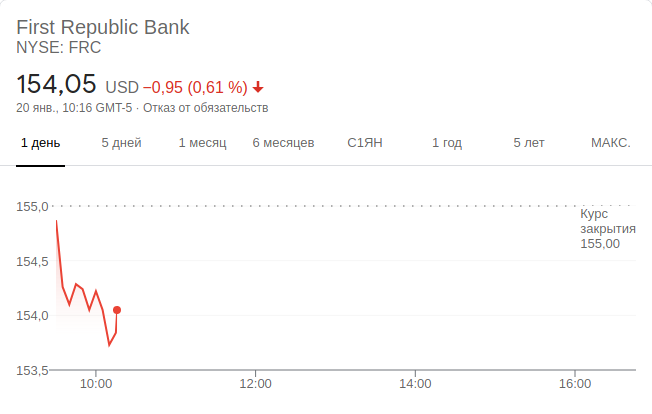 First Republic Bank
NYSE: FRC
154,05 USD −0,95 (0,61 %)
20 янв., 10:16 GMT-5 · Отказ от обязательств
1 день 5 дней 1 месяц 6 месяцев С1ЯН 1 год 5 лет МАКС.
155,0
Курс
закрытия
155,00
154,5
154,0
153,5
10:00 12:00 14:00 16:00